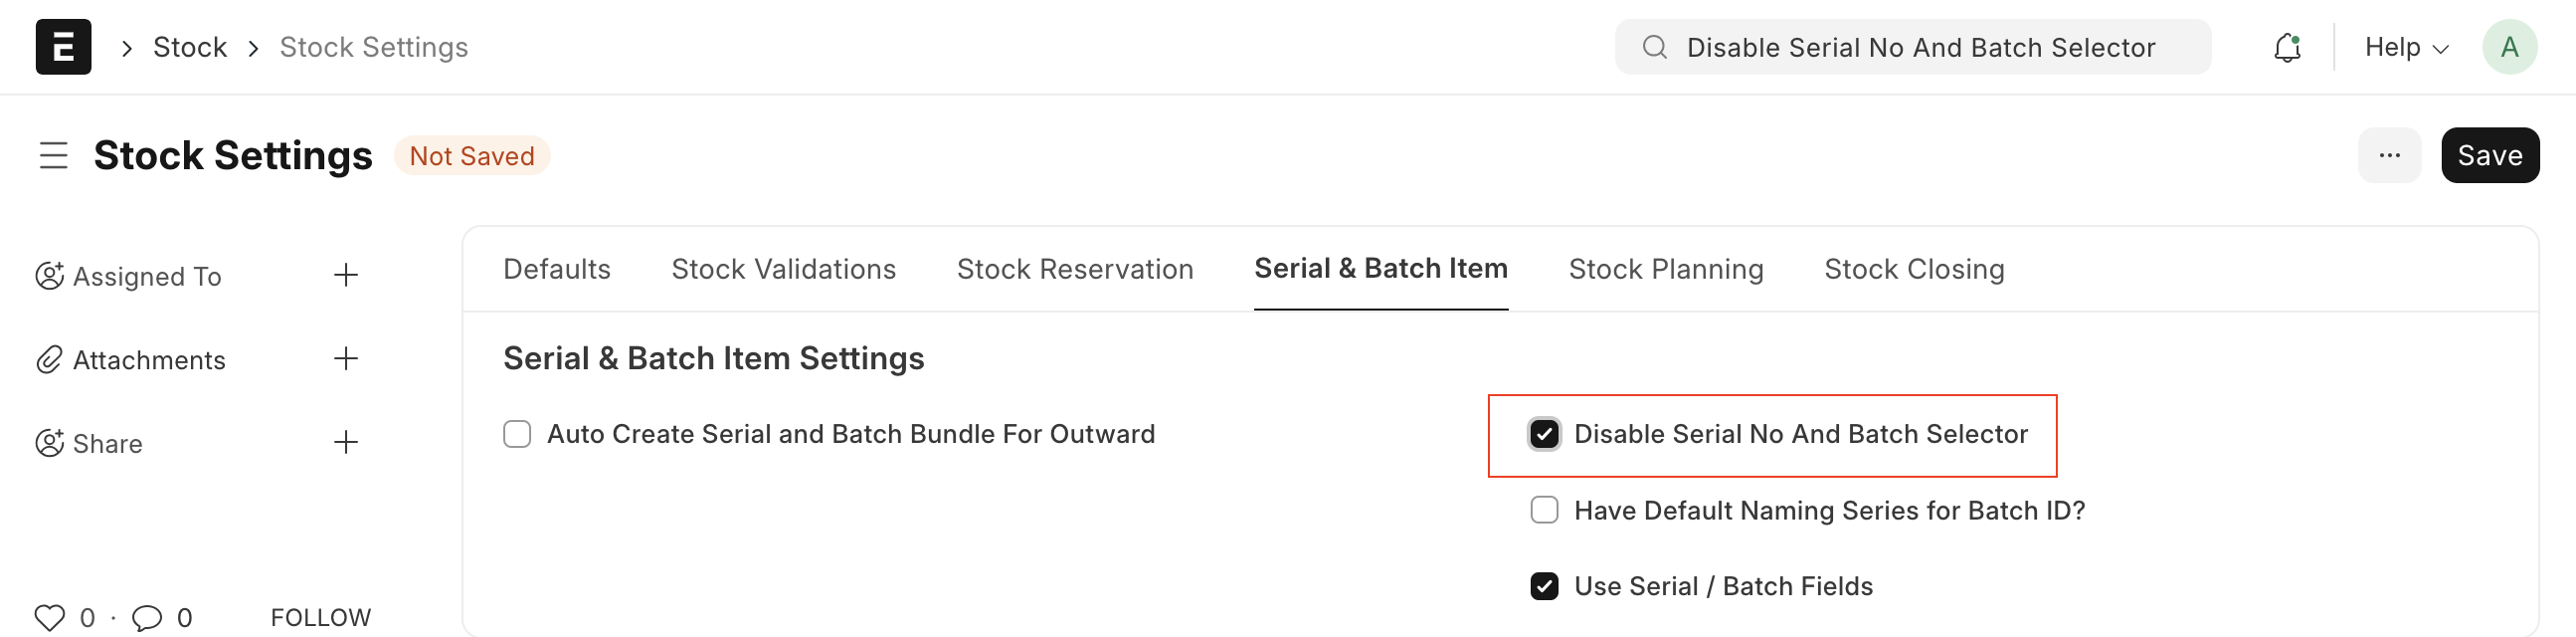 E Stock Stock Settings Disable Serial No And Batch Selector Help A
Stock Settings Not Saved ... Save
Assigned To
Attachments
Share
0 · 0 FOLLOW
Defaults Stock Validations Stock Reservation Serial & Batch Item Stock Planning Stock Closing
Serial & Batch Item Settings
Auto Create Serial and Batch Bundle For Outward
Disable Serial No And Batch Selector
Have Default Naming Series for Batch ID?
Use Serial / Batch Fields